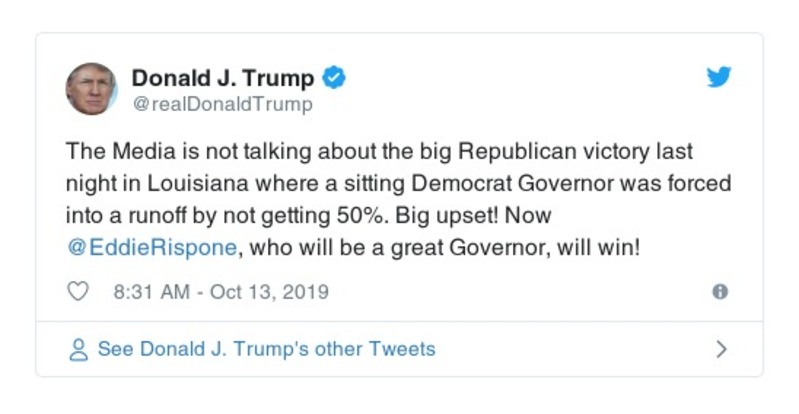 Donald J. Trump
@realDonaldTrump
The Media is not talking about the big Republican victory last
night in Louisiana where a sitting Democrat Governor was forced
into a runoff by not getting 50%. Big upset! Now
@EddieRispone, who will be a great Governor, will win!
8:31 AM - Oct 13, 2019
See Donald J. Trump's other Tweets